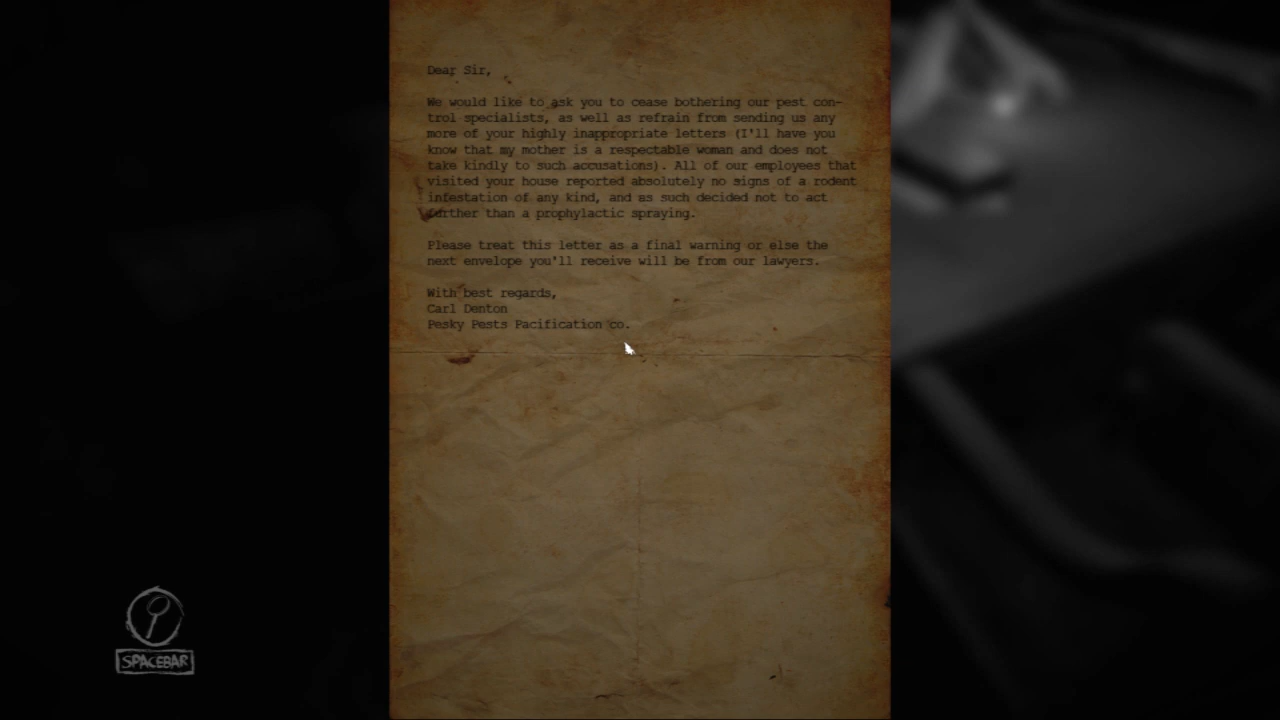 Dear Sir,
We would like to ask you to cease bothering our pest con-
trol specialists, as well as refrain from sending us any
more of your highly inappropriate letters (I'll have you
know that my mother is a respectable woman and does not
take kindly to such accusations). All of our employees that
visited your house reported absolutely no signs of a rodent
infestation of any kind, and as such decided not to act
further than a prophylactic spraying.
Please treat this letter as a final warning or else the
next envelope you'll receive will be from our lawyers.
With best regards,
Carl Denton
Pesky Pests Pacification co.
SPACEBAR